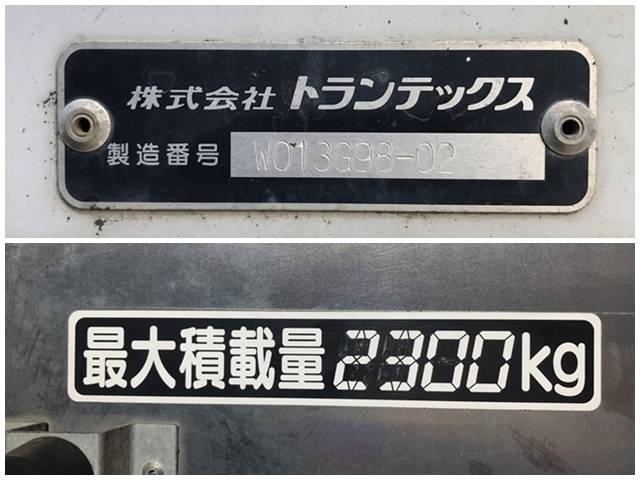 株式会社 トランテックス
製造番号 W013G98-02
最大積載量 2300kg